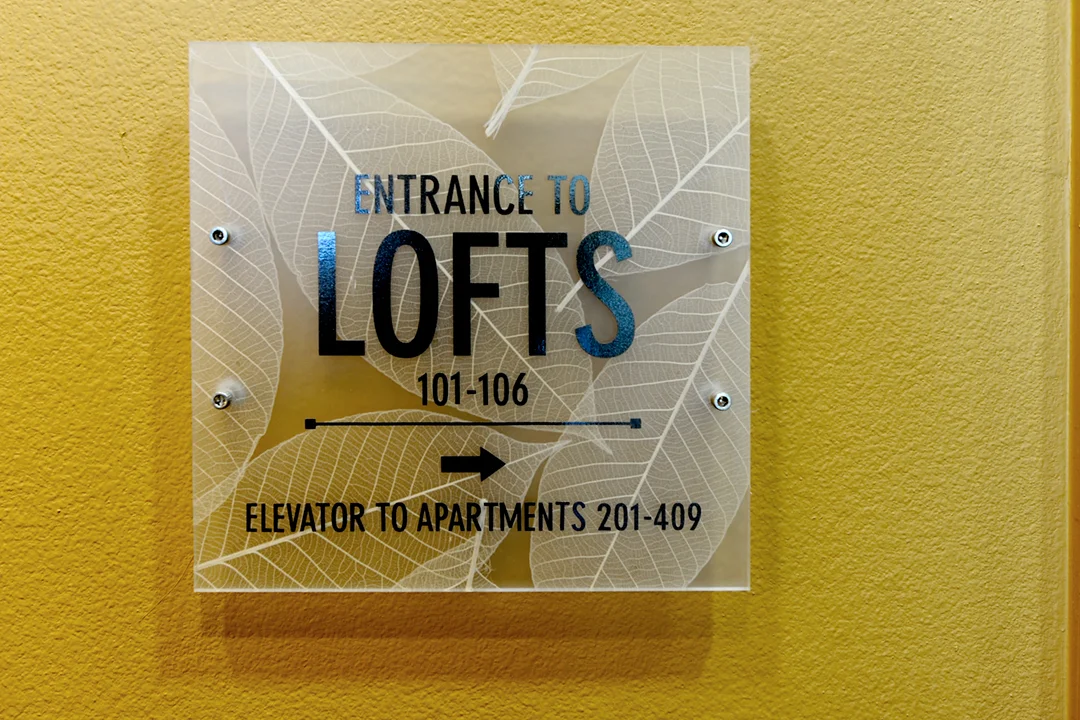 ENTRANCE TO
LOFTS
101-106
ELEVATOR TO APARTMENTS 201-409